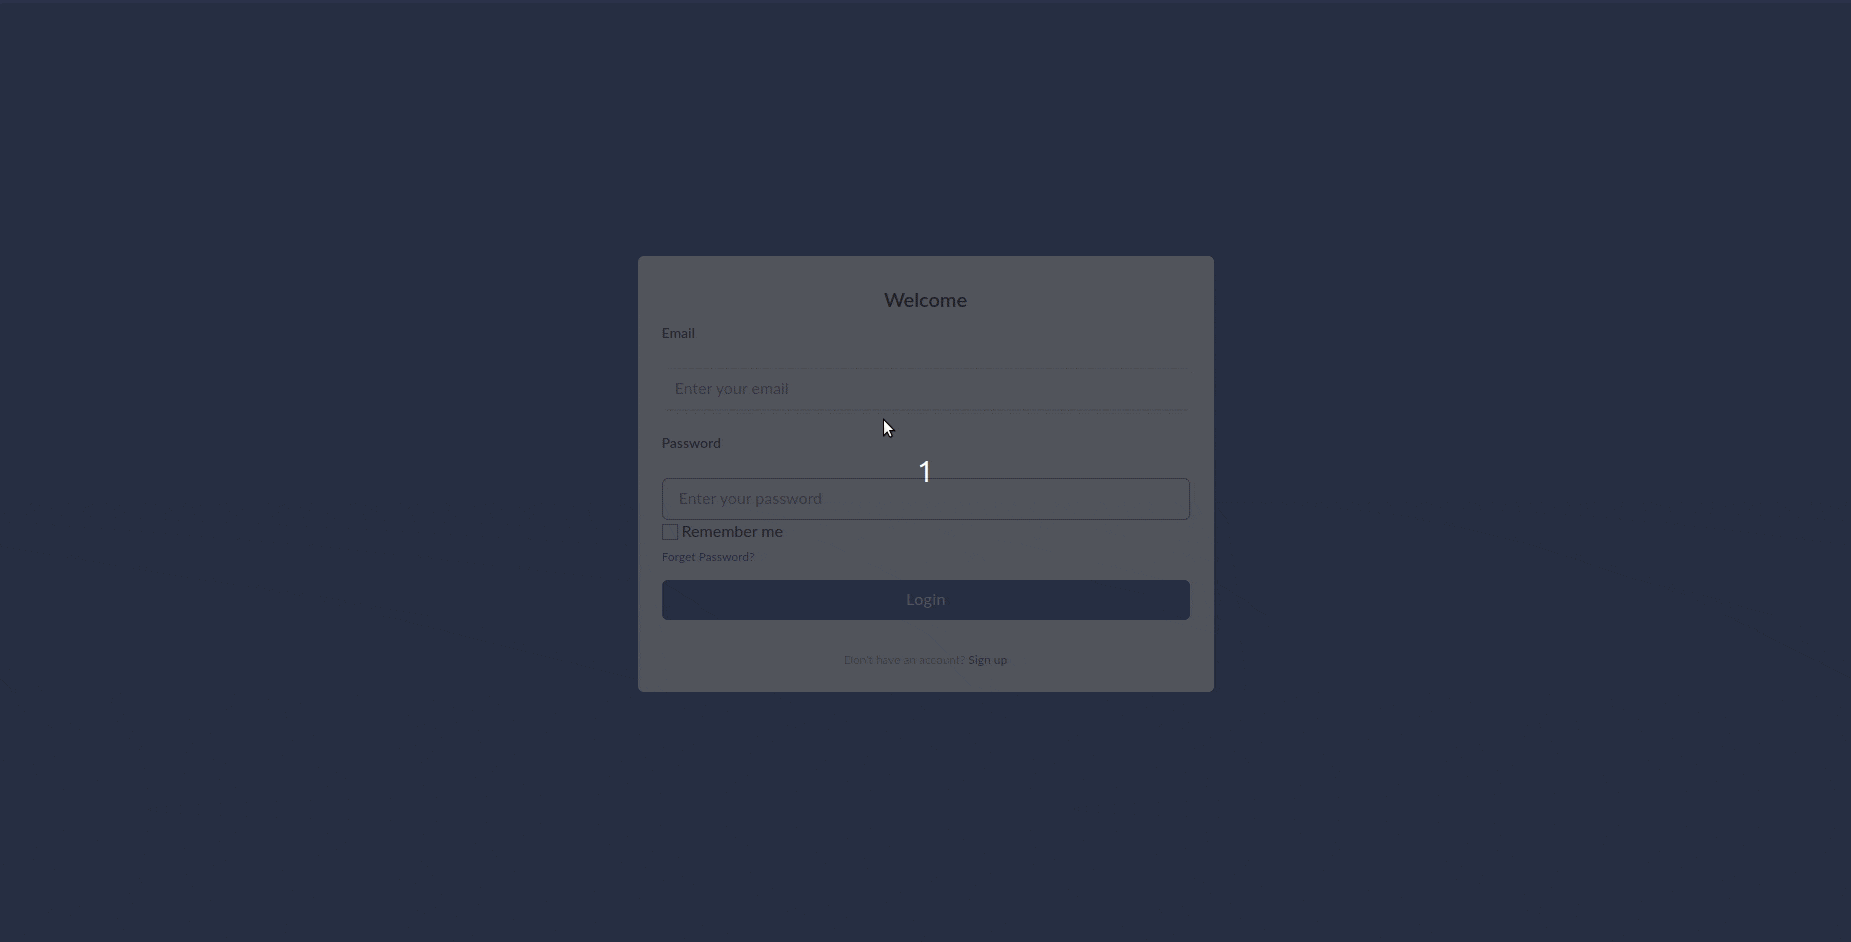 Welcome
Email
Enter your email
Password
1
Enter your password
Remember me
Forget Password?
Login
Don't have an account? Sign up